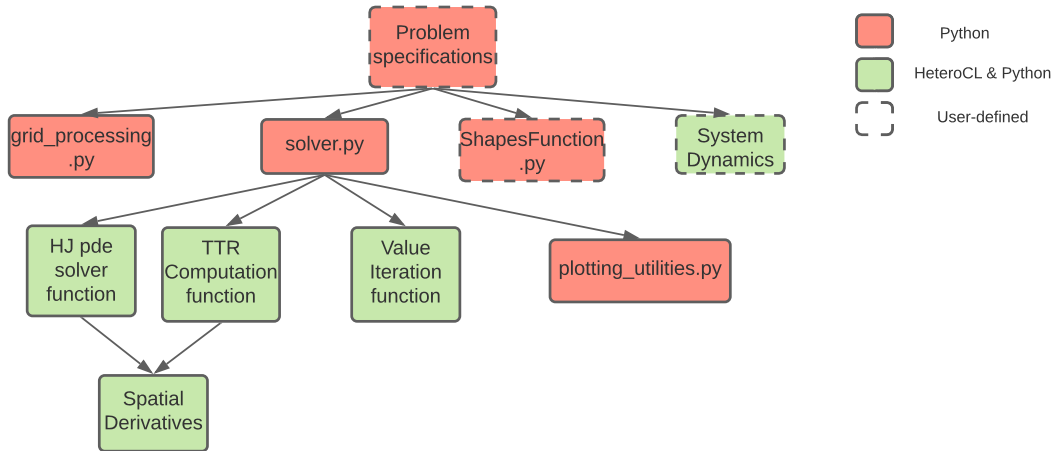 Problem
specifications
Python
HeteroCL & Python
User-defined
grid_processing
.py
solver.py
ShapesFunction
.py
System
Dynamics
HJ pde
solver
function
TTR
Computation
function
Value
Iteration
function
plotting_utilities.py
Spatial
Derivatives